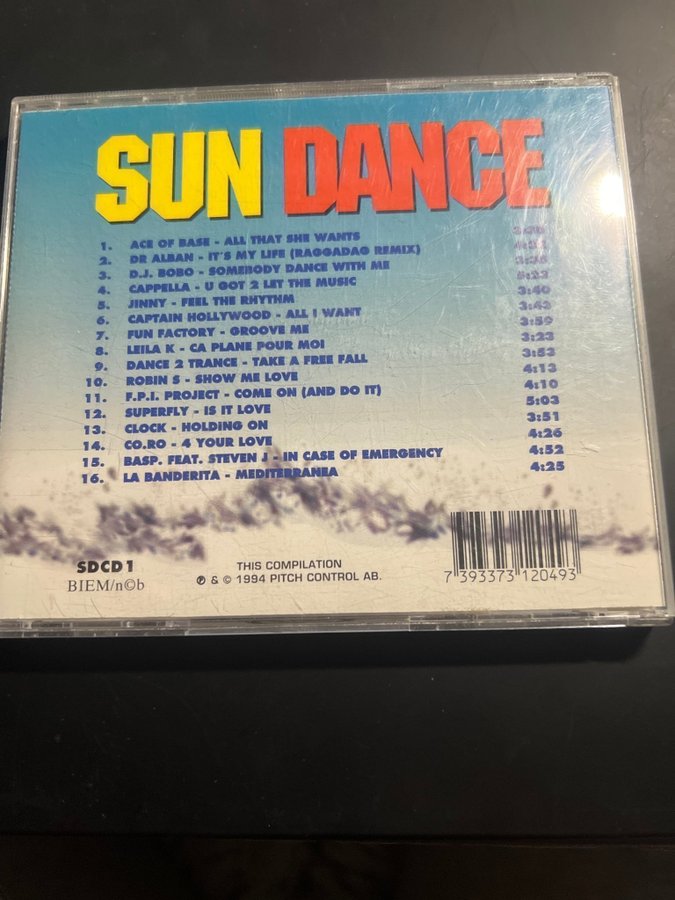 SUN DANCE
1. ACE OF BASE - ALL THAT SHE WANTS
2. DR ALBAN - IT'S MY LIFE (RAGGADAG REMIX)
3. D.J. BOBO - SOMEBODY DANCE WITH ME
4. CAPPELLA - U GOT 2 LET THE MUSIC 5:23
5. JINNY - FEEL THE RHYTHM 3:40
6. CAPTAIN HOLLYWOOD - ALL I WANT
7. FUN FACTORY - GROOVE ME 3:59
8. LEILA K - CA PLANE POUR MOI 3:23
9. DANCE 2 TRANCE - TAKE A FREE FALL 3:53
10. ROBIN S - SHOW ME LOVE 4:13
11. F.P.I. PROJECT - COME ON (AND DO IT) 4:10
12. SUPERFLY - IS IT LOVE 5:03
13. CLOCK - HOLDING ON 3:51
14. CO.RO - 4 YOUR LOVE 4:26
15. BASP. FEAT. STEVEN J - IN CASE OF EMERGENCY 4:52
16. LA BANDERITA - MEDITERRANEA 4:25
SDCD 1
BIEM/n©b
THIS COMPILATION
℗ & © 1994 PITCH CONTROL AB.
7 393373 120493